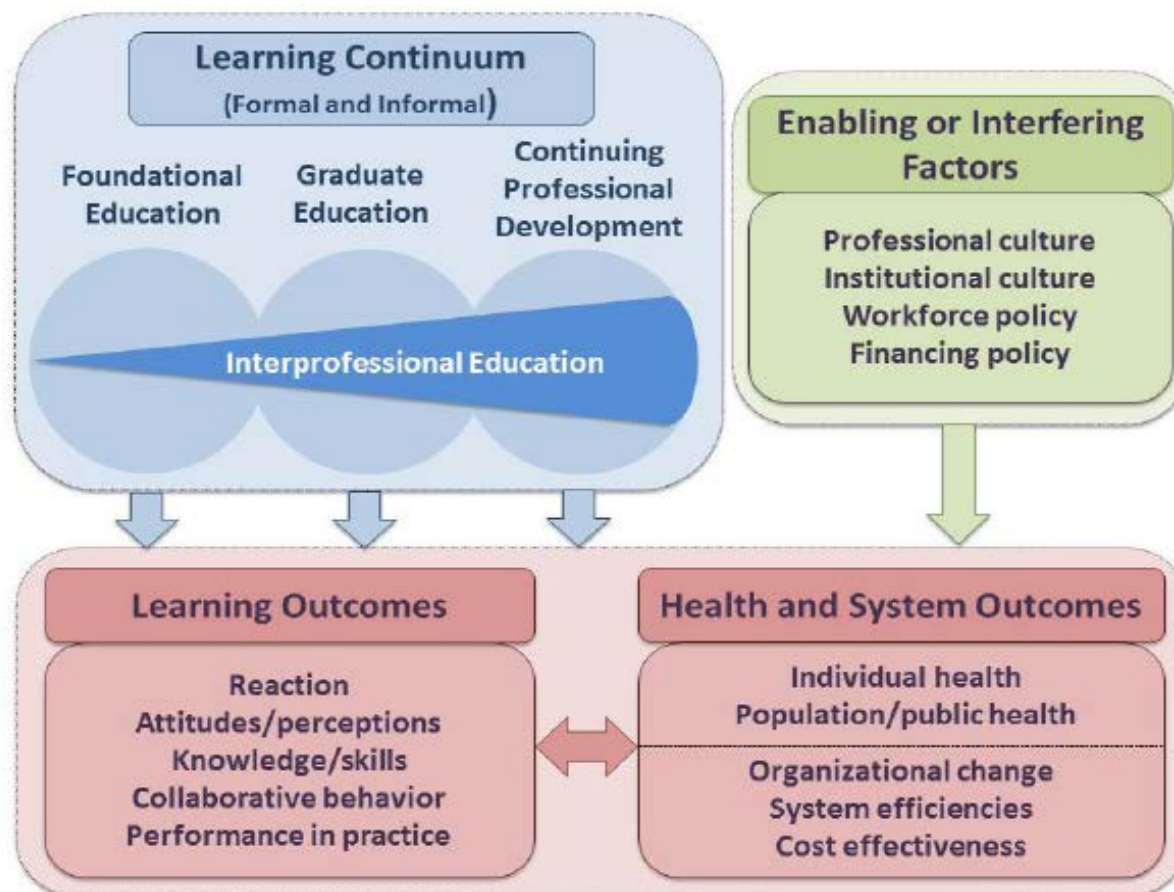 Learning Continuum
(Formal and Informal)
Foundational
Education
Graduate
Education
Continuing
Professional
Development
Interprofessional Education
Enabling or Interfering
Factors
Professional culture
Institutional culture
Workforce policy
Financing policy
Learning Outcomes
Reaction
Attitudes/perceptions
Knowledge/skills
Collaborative behavior
Performance in practice
Health and System Outcomes
Individual health
Population/public health
Organizational change
System efficiencies
Cost effectiveness